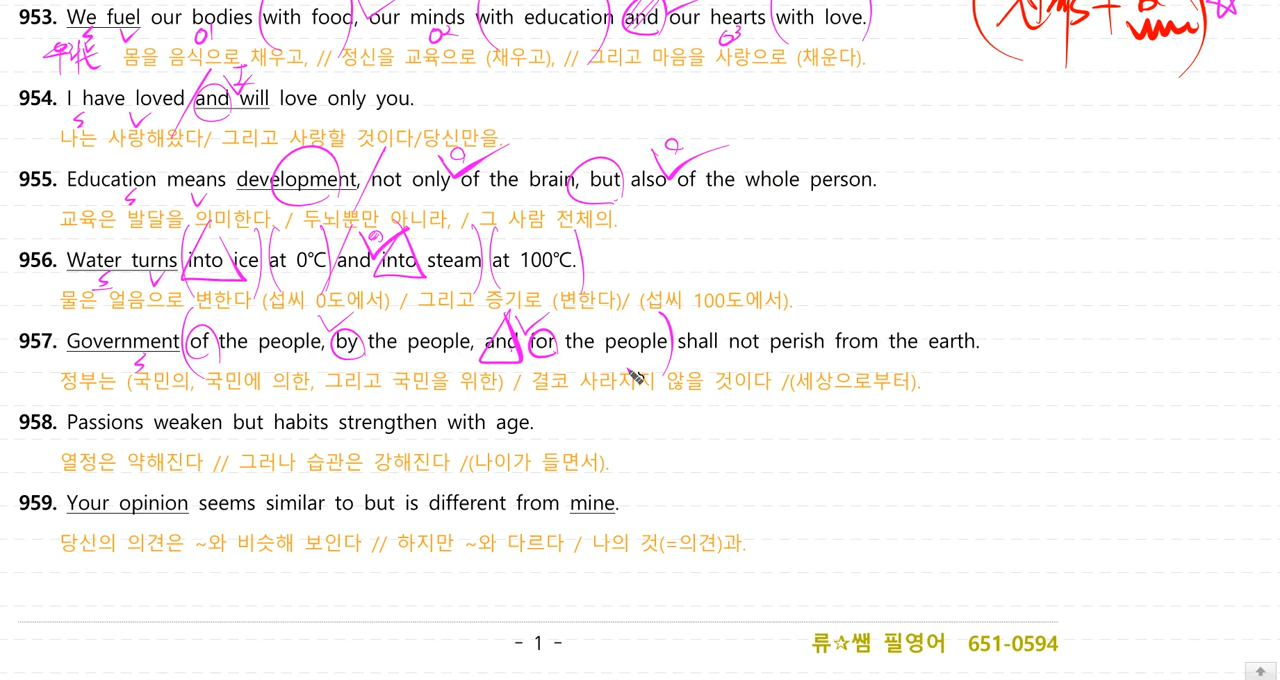 953. We fuel our bodies with food, our minds with education and our hearts with love.
몸을 음식으로 채우고, // 정신을 교육으로 (채우고), // 그리고 마음을 사랑으로 (채운다).
954. I have loved and will love only you.
나는 사랑해왔다/ 그리고 사랑할 것이다/당신만을.
955. Education means development, not only of the brain, but also of the whole person.
교육은 발달을 의미한다, / 두뇌뿐만 아니라, / 그 사람 전체의.
956. Water turns into ice at 0℃ and into steam at 100℃.
물은 얼음으로 변한다 (섭씨 0도에서) / 그리고 증기로 (변한다)/ (섭씨 100도에서).
957. Government of the people, by the people, and for the people shall not perish from the earth.
정부는 (국민의, 국민에 의한, 그리고 국민을 위한) / 결코 사라지지 않을 것이다 /(세상으로부터).
958. Passions weaken but habits strengthen with age.
열정은 약해진다 // 그러나 습관은 강해진다 /(나이가 들면서).
959. Your opinion seems similar to but is different from mine.
당신의 의견은 ~와 비슷해 보인다 // 하지만 ~와 다르다 / 나의 것(=의견)과.
- 1 -
류☆쌤 필영어 651-0594